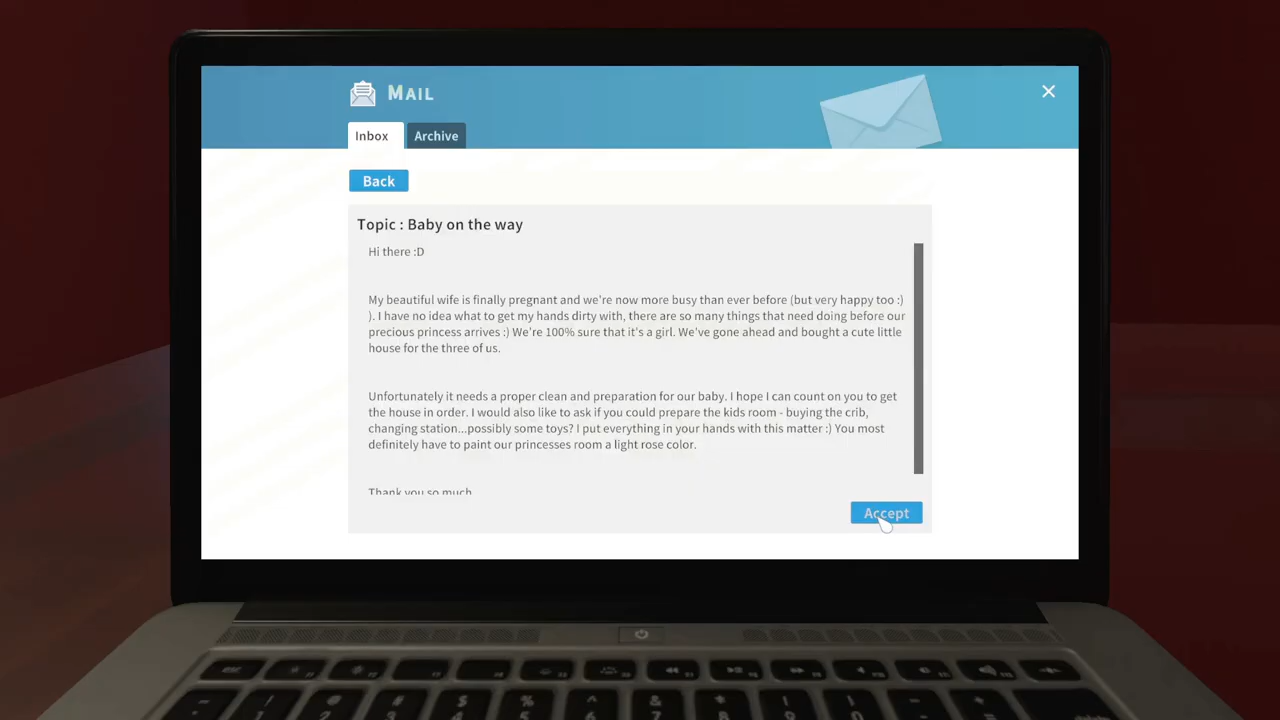 MAIL
Inbox
Archive
Back
Topic : Baby on the way
Hi there :D
My beautiful wife is finally pregnant and we're now more busy than ever before (but very happy too :)
). I have no idea what to get my hands dirty with, there are so many things that need doing before our
precious princess arrives :) We're 100% sure that it's a girl. We've gone ahead and bought a cute little
house for the three of us.
Unfortunately it needs a proper clean and preparation for our baby. I hope I can count on you to get
the house in order. I would also like to ask if you could prepare the kids room - buying the crib,
changing station...possibly some toys? I put everything in your hands with this matter :) You most
definitely have to paint our princesses room a light rose color.
Thank you so much
Accept